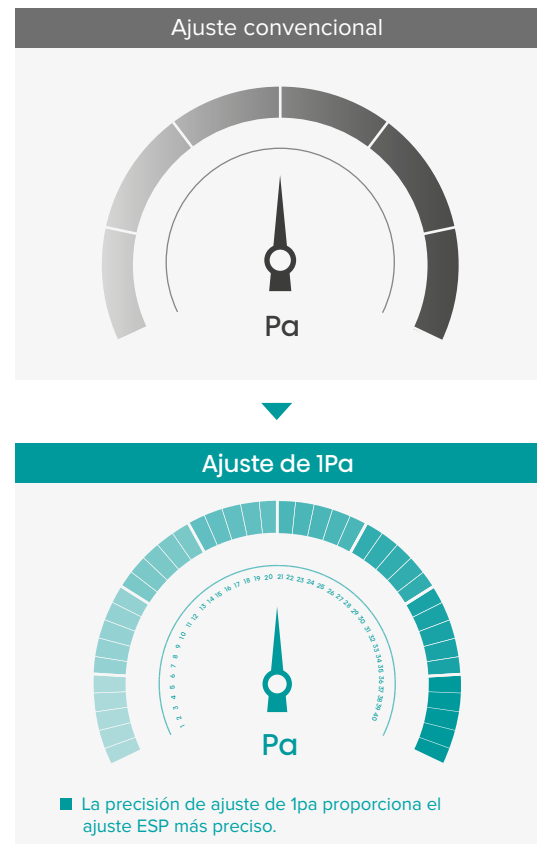 Ajuste convencional
Pa
Ajuste de 1Pa
1 2 3 4 5 6 7 8 9 10 11 12 13 14 15 16 17 18 19 20 21 22 23 24 25 26 27 28 29 30 31 32 33 34 35 36 37 38 39 40
Pa
La precisión de ajuste de 1pa proporciona el
ajuste ESP más preciso.